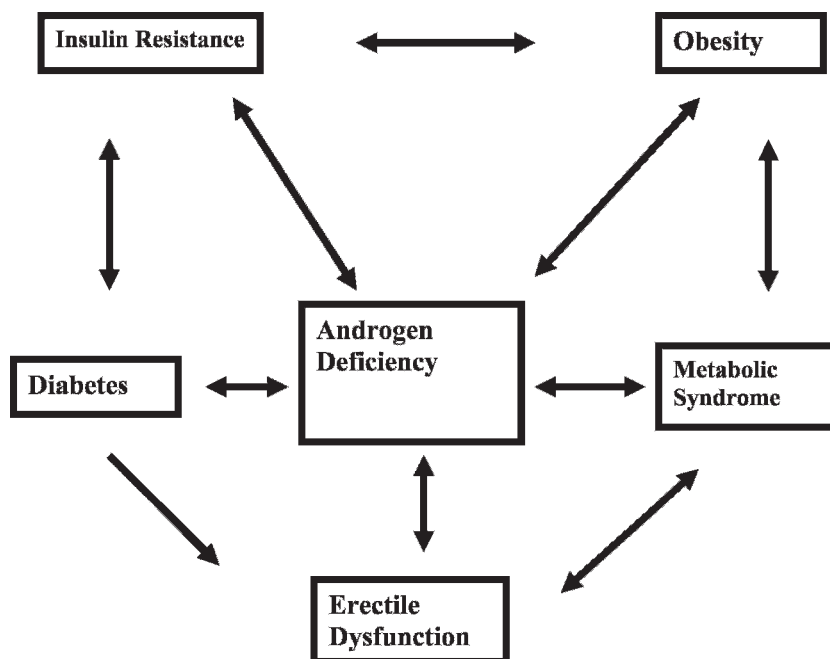 Insulin Resistance
Obesity
Androgen
Deficiency
Diabetes
Metabolic
Syndrome
Erectile
Dysfunction